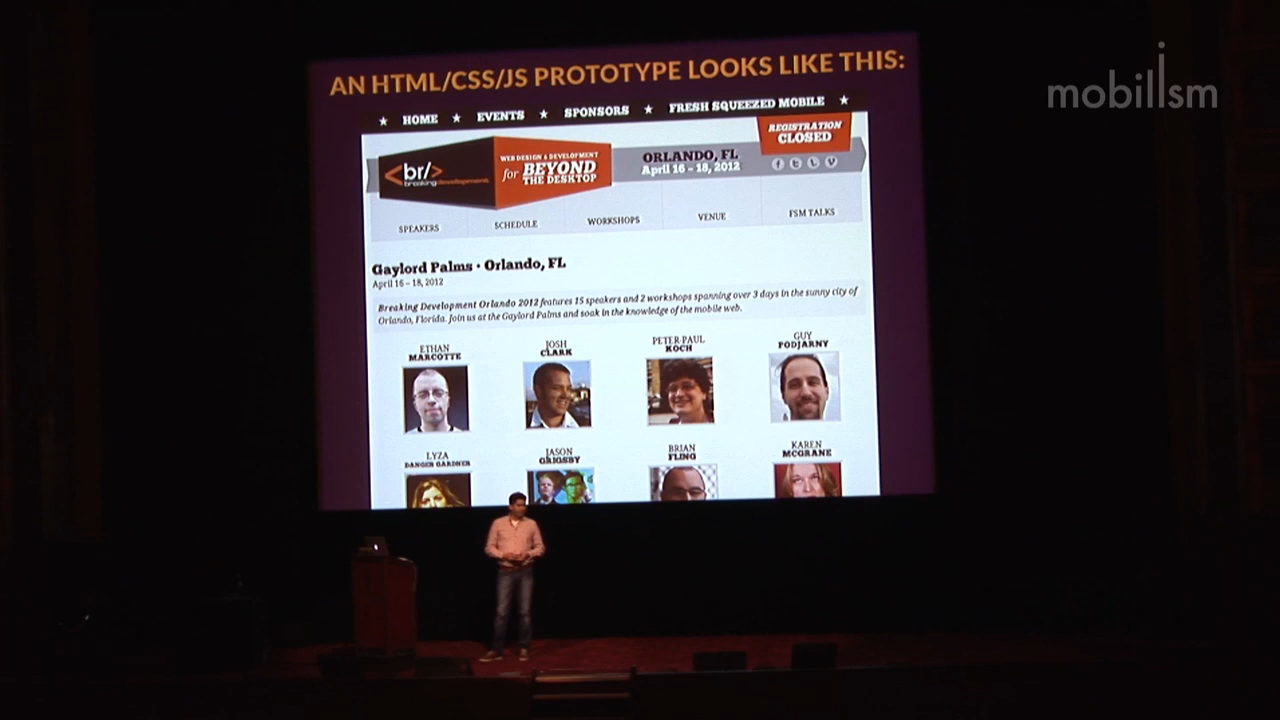 AN HTML/CSS/JS PROTOTYPE LOOKS LIKE THIS:
mobilism
★ HOME ★ EVENTS ★ SPONSORS ★ FRESH SQUEEZED MOBILE ★
REGISTRATION
CLOSED
<br/>
breakingdevelopment
WEB DESIGN & DEVELOPMENT
for BEYOND
THE DESKTOP
ORLANDO, FL
April 16 – 18, 2012
SPEAKERS SCHEDULE WORKSHOPS VENUE FSM TALKS
Gaylord Palms • Orlando, FL
April 16 – 18, 2012
Breaking Development Orlando 2012 features 15 speakers and 2 workshops spanning over 3 days in the sunny city of
Orlando, Florida. Join us at the Gaylord Palms and soak in the knowledge of the mobile web.
ETHAN
MARCOTTE
JOSH
CLARK
PETER-PAUL
KOCH
GUY
PODJARNY
LYZA
DANGER GARDNER
JASON
GRIGSBY
BRIAN
FLING
KAREN
MCGRANE